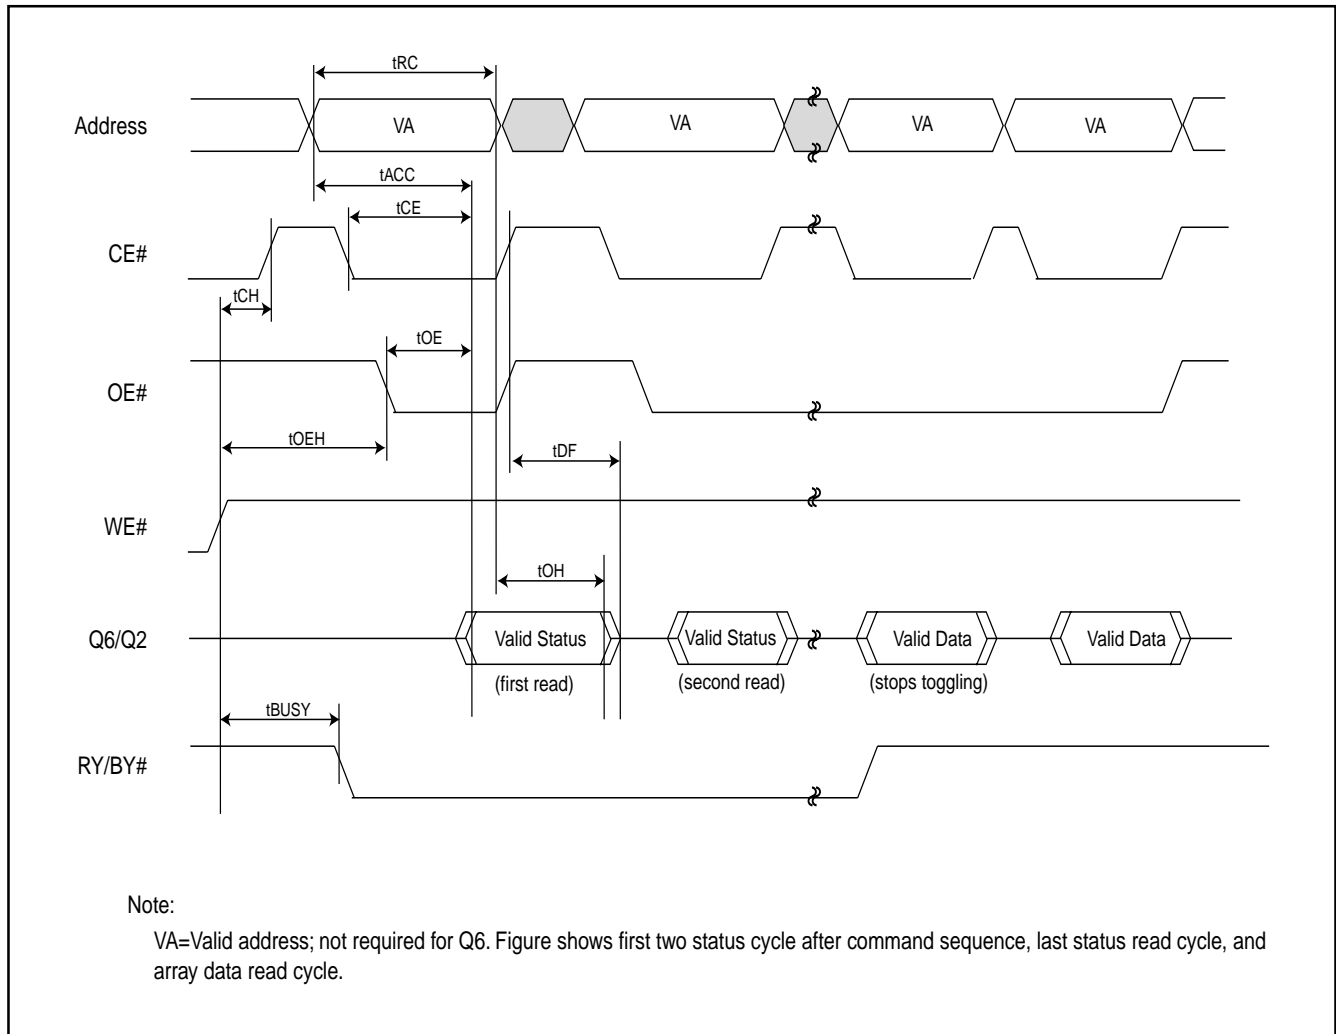 tRC
Address
VA
VA
VA
VA
tACC
tCE
CE#
tCH
tOE
OE#
tOEH
tDF
WE#
tOH
Q6/Q2
Valid Status
Valid Status
Valid Data
Valid Data
(first read)
(second read)
(stops toggling)
tBUSY
RY/BY#
Note:
VA=Valid address; not required for Q6. Figure shows first two status cycle after command sequence, last status read cycle, and
array data read cycle.